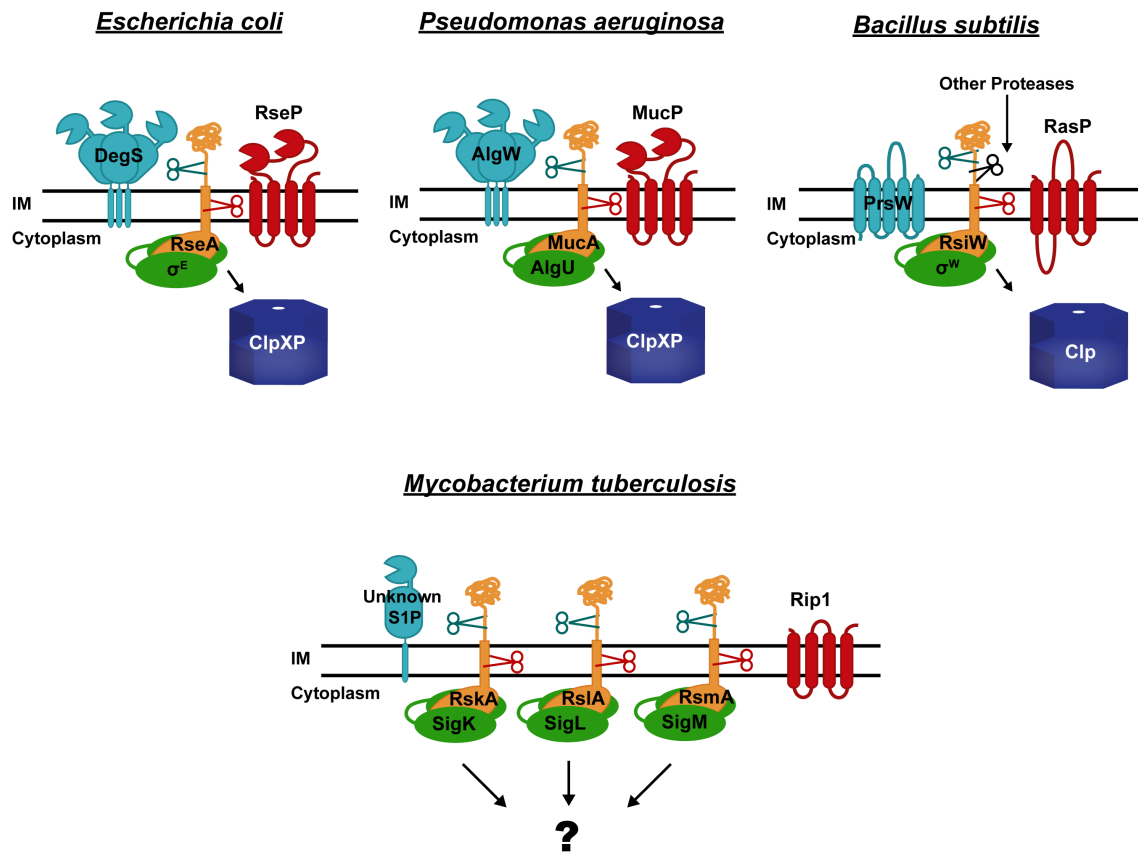 Escherichia coli
Pseudomonas aeruginosa
Bacillus subtilis
RseP
DegS
IM
Cytoplasm
RseA
σE
ClpXP
MucP
AlgW
IM
Cytoplasm
MucA
AlgU
ClpXP
Other Proteases
RasP
PrsW
IM
Cytoplasm
RsiW
σW
Clp
Mycobacterium tuberculosis
Unknown
S1P
Rip1
IM
Cytoplasm
RskA
SigK
RslA
SigL
RsmA
SigM
?